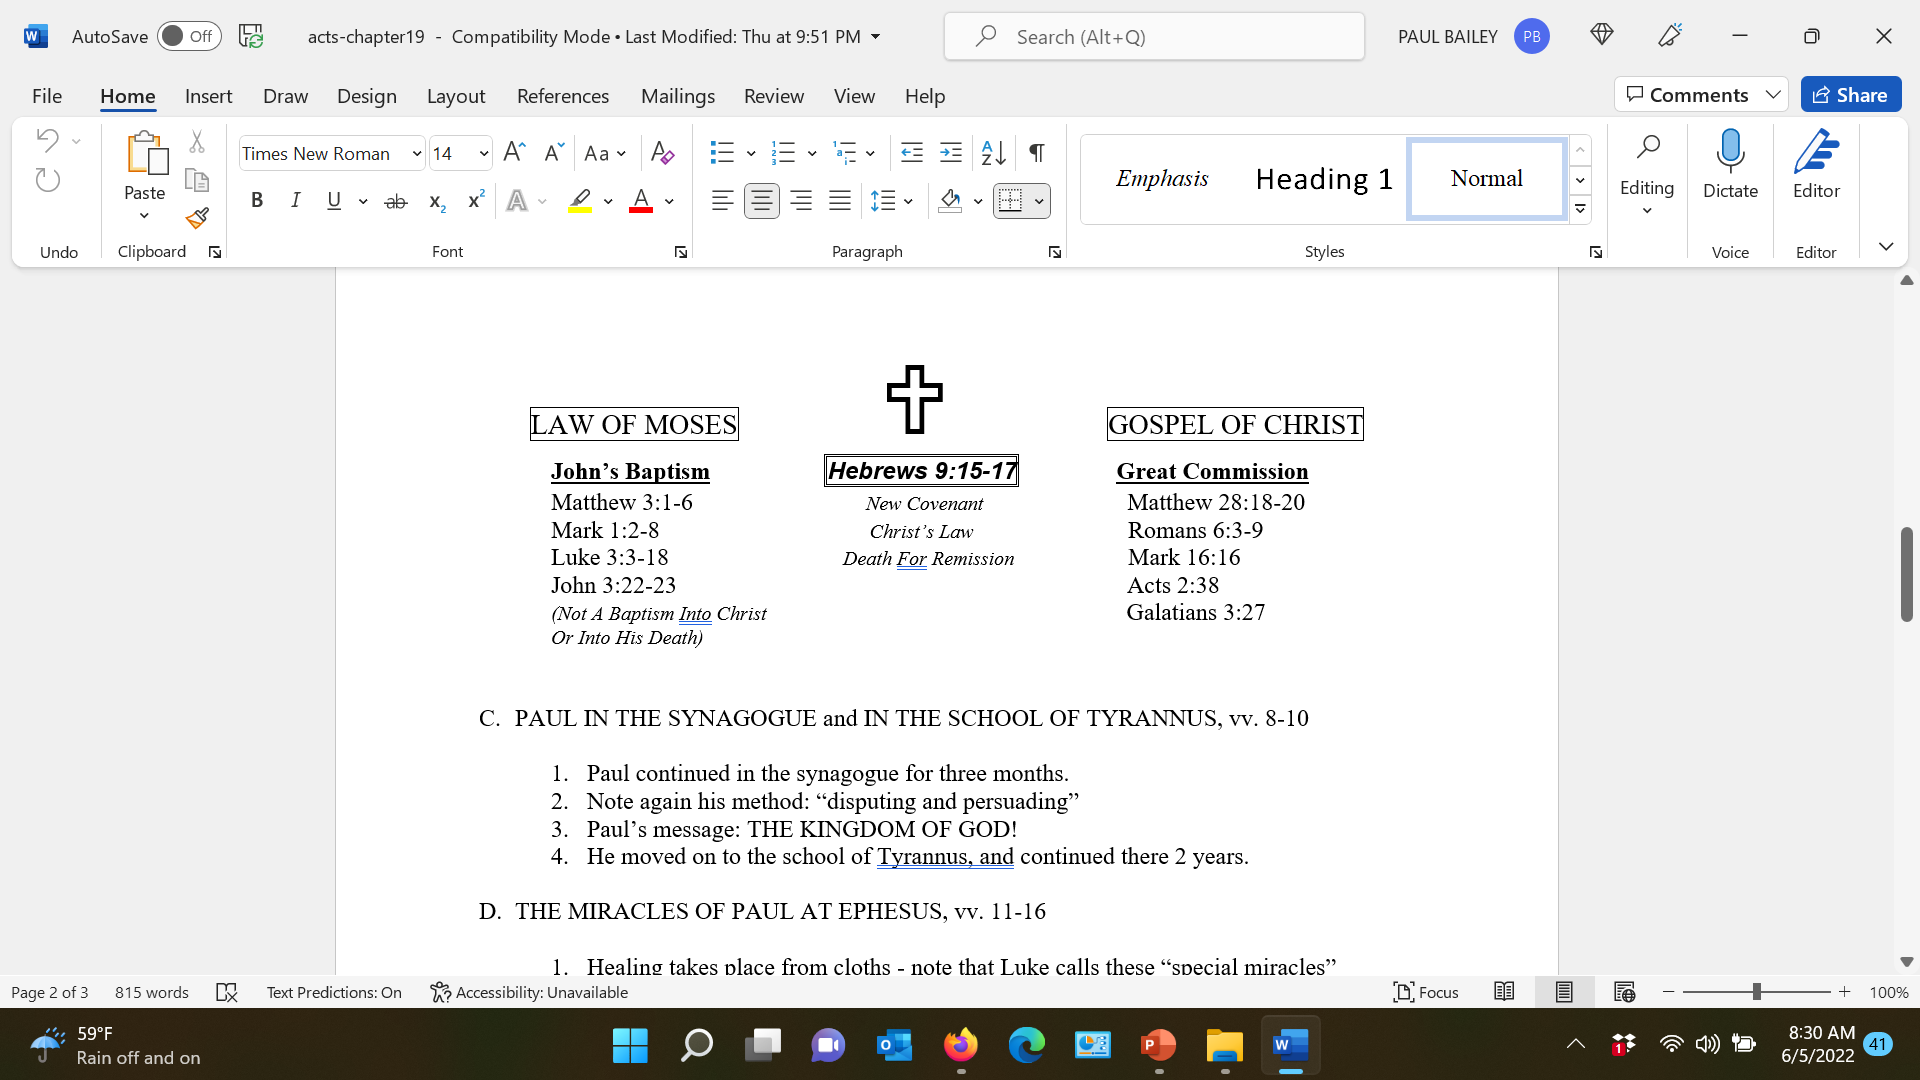 AutoSave Off acts-chapter19 - Compatibility Mode • Last Modified: Thu at 9:51 PM Search (Alt+Q) PAUL BAILEY PB
File Home Insert Draw Design Layout References Mailings Review View Help Comments Share
Paste
Times New Roman 14
Emphasis Heading 1 Normal
Editing Dictate Editor
Undo Clipboard Font Paragraph Styles Voice Editor
LAW OF MOSES GOSPEL OF CHRIST
John’s Baptism Hebrews 9:15-17 Great Commission
Matthew 3:1-6 New Covenant Matthew 28:18-20
Mark 1:2-8 Christ’s Law Romans 6:3-9
Luke 3:3-18 Death For Remission Mark 16:16
John 3:22-23 Acts 2:38
(Not A Baptism Into Christ Galatians 3:27
Or Into His Death)
C. PAUL IN THE SYNAGOGUE and IN THE SCHOOL OF TYRANNUS, vv. 8-10
1. Paul continued in the synagogue for three months.
2. Note again his method: “disputing and persuading”
3. Paul’s message: THE KINGDOM OF GOD!
4. He moved on to the school of Tyrannus, and continued there 2 years.
D. THE MIRACLES OF PAUL AT EPHESUS, vv. 11-16
1. Healing takes place from cloths - note that Luke calls these “special miracles”
Page 2 of 3 815 words Text Predictions: On Accessibility: Unavailable Focus 100%
59°F
Rain off and on
8:30 AM
6/5/2022
41